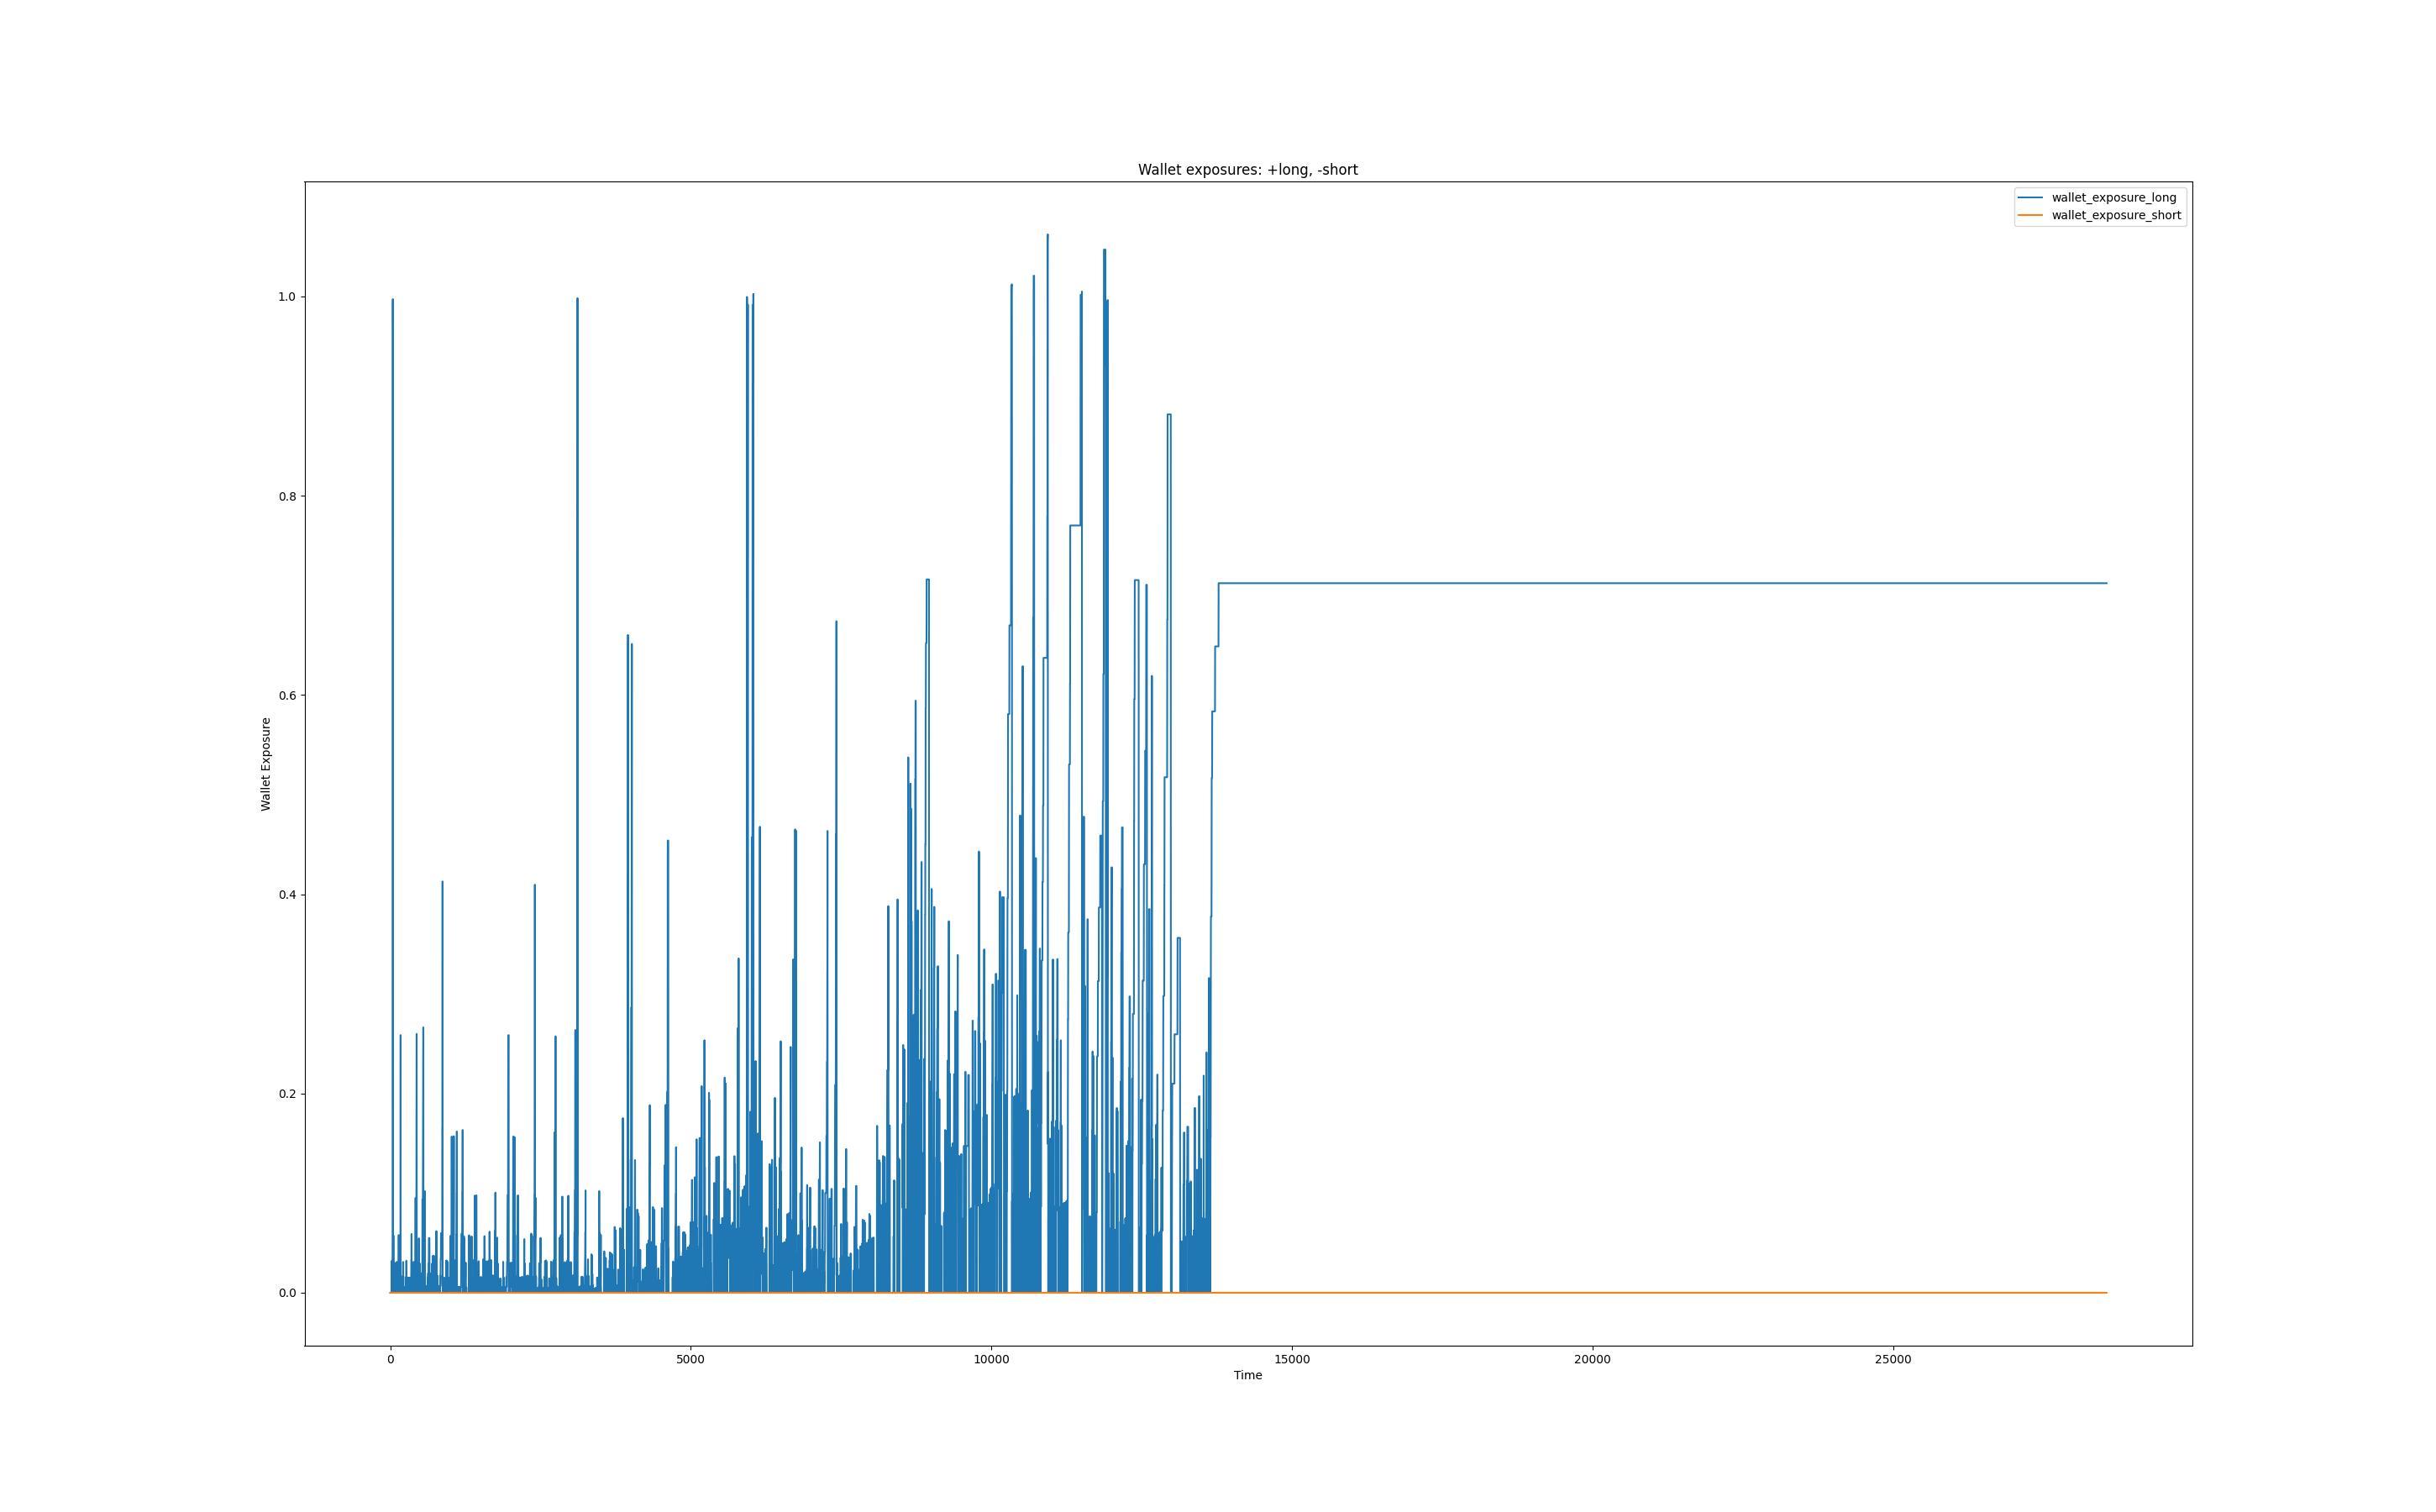 Wallet exposures: +long, -short
wallet_exposure_long
wallet_exposure_short
1.0
0.8
0.6
0.4
0.2
0.0
Wallet Exposure
0 5000 10000 15000 20000 25000
Time